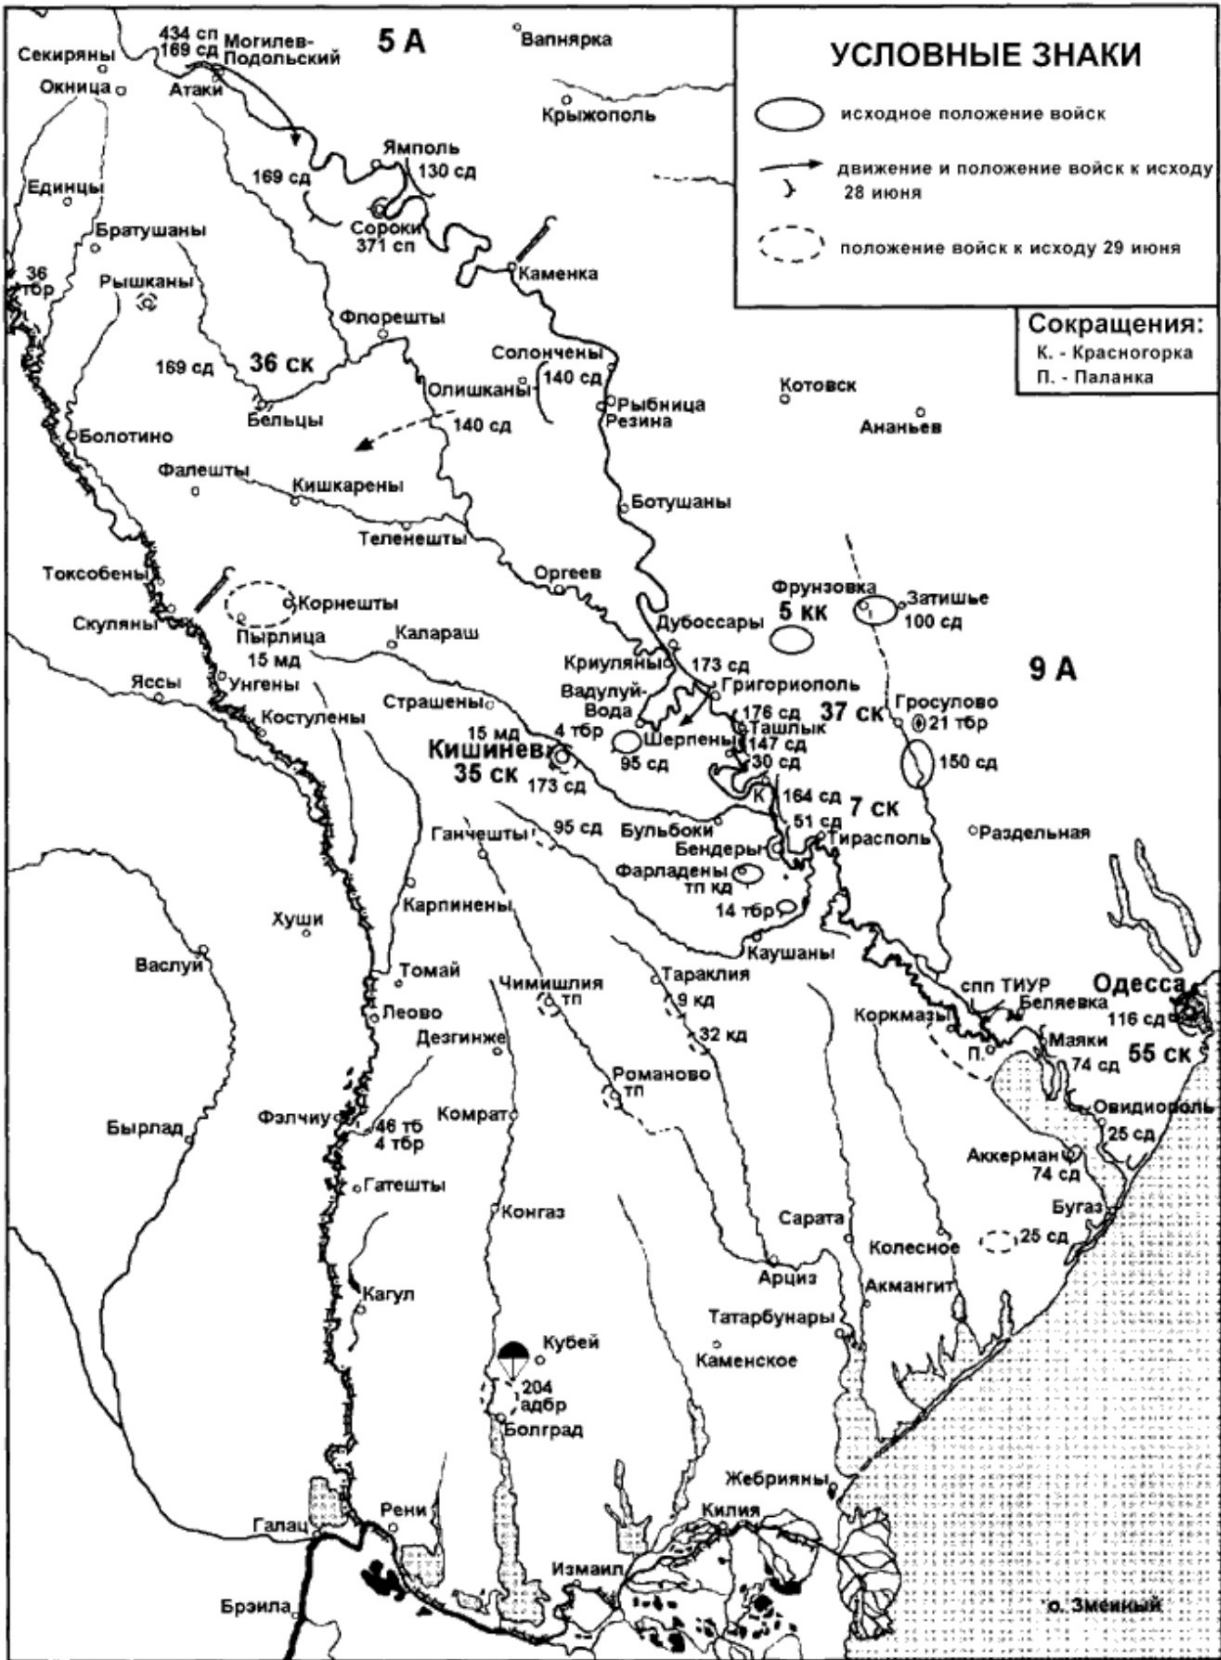 434 сп
169 сд
Могилев-
Подольский
5 А
Вапнярка
Секиряны
Окница
Атаки
Крыжополь
УСЛОВНЫЕ ЗНАКИ
исходное положение войск
движение и положение войск к исходу
28 июня
положение войск к исходу 29 июня
Сокращения:
К. - Красногорка
П. - Паланка
Ямполь
130 сд
169 сд
Единцы
Сороки
371 сп
Братушаны
36
тбр
Рышканы
Каменка
Флорешты
Солончены
169 сд
36 ск
Олишканы
140 сд
Котовск
Рыбница
Резина
Ананьев
Бельцы
140 сд
Болотино
Фалешты
Кишкарены
Ботушаны
Теленешты
Токсобены
Оргеев
Фрунзовка
Затишье
100 сд
Корнешты
5 кк
Скуляны
Пырлица
15 мд
Калараш
Дубоссары
9 А
Криуляны
173 сд
Яссы
Унгены
Григориополь
Страшены
Вадулуй-
Вода
176 сд
37 ск
Гросулово
21 тбр
Костулены
15 мд
4 тбр
Шерпены
Ташлык
147 сд
Кишинев
35 ск
95 сд
30 сд
150 сд
173 сд
К
164 сд
7 ск
51 сд
Ганчешты
95 сд
Бульбоки
Тирасполь
Раздельная
Бендеры
Фарладены
тп кд
14 тбр
Карпинены
Хуши
Каушаны
Васлуй
Томай
Чимишлия
тп
Тараклия
9 кд
спп ТИУР
Одесса
Беляевка
116 сд
Леово
Коркмазы
Дезгинже
32 кд
П.
Маяки
74 сд
55 ск
Романово
тп
Фэлчиу
46 тб
4 тбр
Комрат
Овидиополь
25 сд
Бырлад
Аккерман
74 сд
Гатешты
Конгаз
Бугаз
Сарата
Колесное
25 сд
Арциз
Кагул
Акмангит
Татарбунары
Кубей
Каменское
204
адбр
Болград
Жебрияны
Рени
Килия
Галац
Измаил
Брэила
о. Змеиный